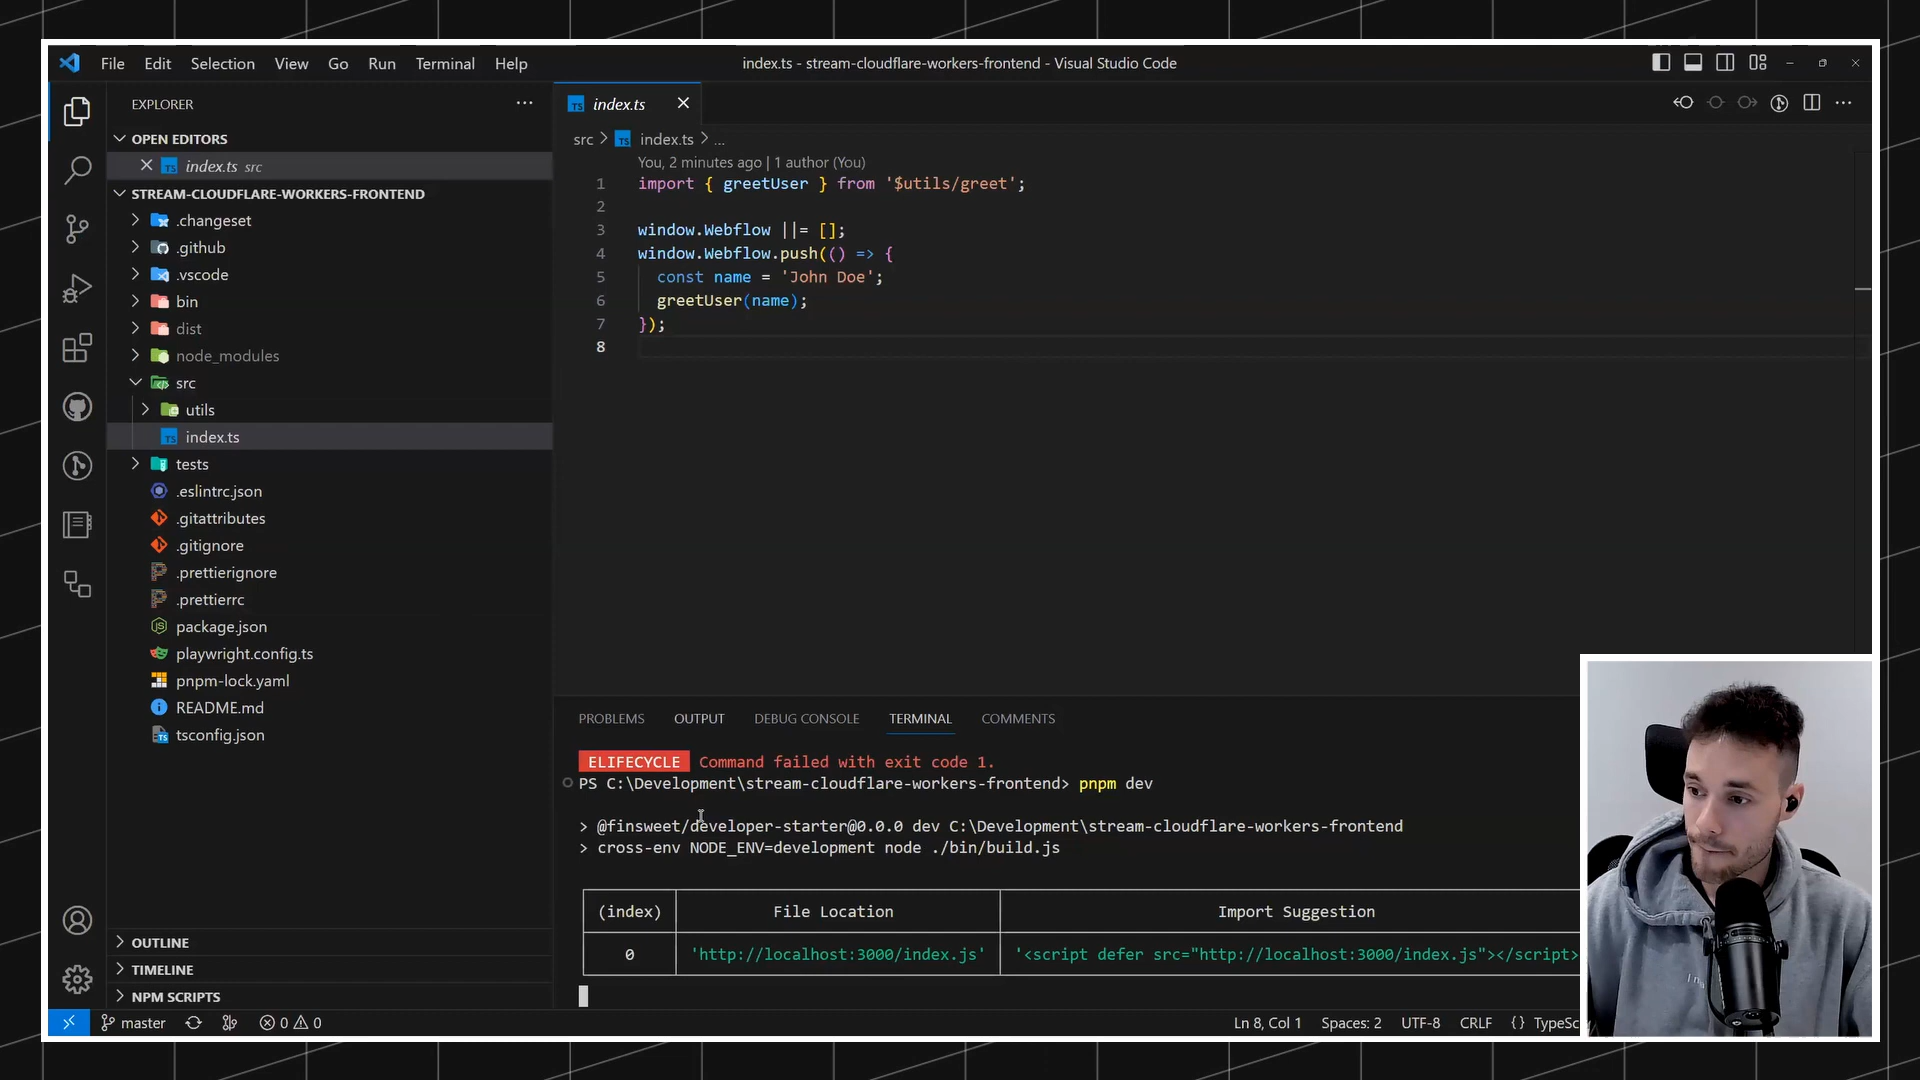 File Edit Selection View Go Run Terminal Help
index.ts - stream-cloudflare-workers-frontend - Visual Studio Code
EXPLORER
OPEN EDITORS
index.ts src
STREAM-CLOUDFLARE-WORKERS-FRONTEND
.changeset
.github
.vscode
bin
dist
node_modules
src
utils
index.ts
tests
.eslintrc.json
.gitattributes
.gitignore
.prettierignore
.prettierrc
package.json
playwright.config.ts
pnpm-lock.yaml
README.md
tsconfig.json
OUTLINE
TIMELINE
NPM SCRIPTS
index.ts
src > index.ts > ...
You, 2 minutes ago | 1 author (You)
1 import { greetUser } from '$utils/greet';
2
3 window.Webflow ||= [];
4 window.Webflow.push(() => {
5 const name = 'John Doe';
6 greetUser(name);
7 });
8
PROBLEMS OUTPUT DEBUG CONSOLE TERMINAL COMMENTS
ELIFECYCLE Command failed with exit code 1.
PS C:\Development\stream-cloudflare-workers-frontend> pnpm dev
> @finsweet/developer-starter@0.0.0 dev C:\Development\stream-cloudflare-workers-frontend
> cross-env NODE_ENV=development node ./bin/build.js
(index) File Location Import Suggestion
0 'http://localhost:3000/index.js' '<script defer src="http://localhost:3000/index.js"></script>
master 0 0 Ln 8, Col 1 Spaces: 2 UTF-8 CRLF {} TypeSc